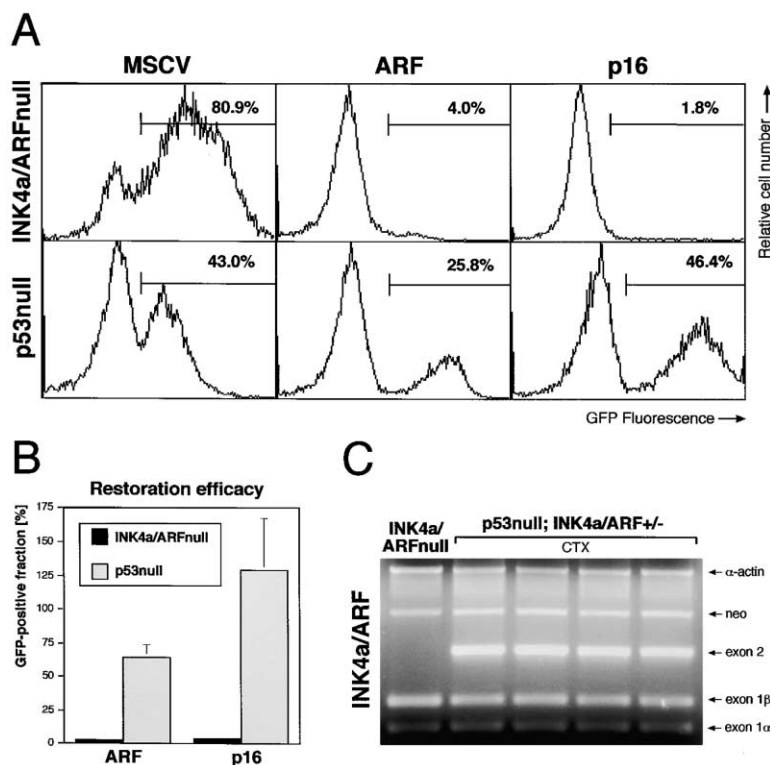 A
MSCV ARF p16
INK4a/ARFnull
80.9% 4.0% 1.8%
Relative cell number
p53null
43.0% 25.8% 46.4%
GFP Fluorescence
B
Restoration efficacy
GFP-positive fraction [%]
175
150
125
100
75
50
25
0
INK4a/ARFnull
p53null
ARF p16
C
INK4a/
ARFnull
p53null; INK4a/ARF+/-
CTX
INK4a/ARF
α-actin
neo
exon 2
exon 1β
exon 1α